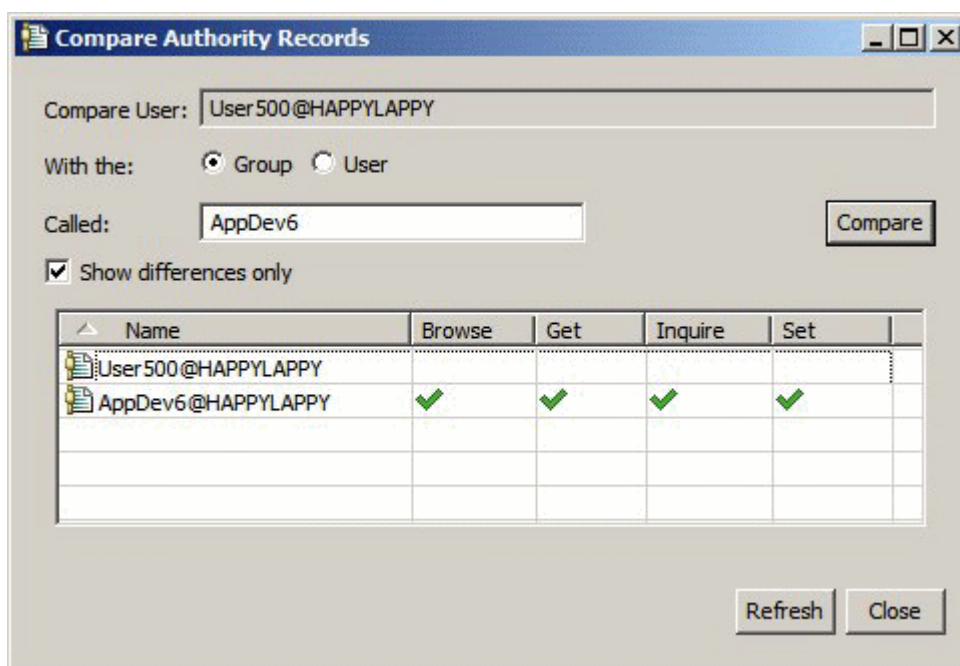 Compare Authority Records
Compare User: User500@HAPPYLAPPY
With the: Group User
Called: AppDev6 Compare
Show differences only
Name Browse Get Inquire Set
User500@HAPPYLAPPY
AppDev6@HAPPYLAPPY
Refresh Close